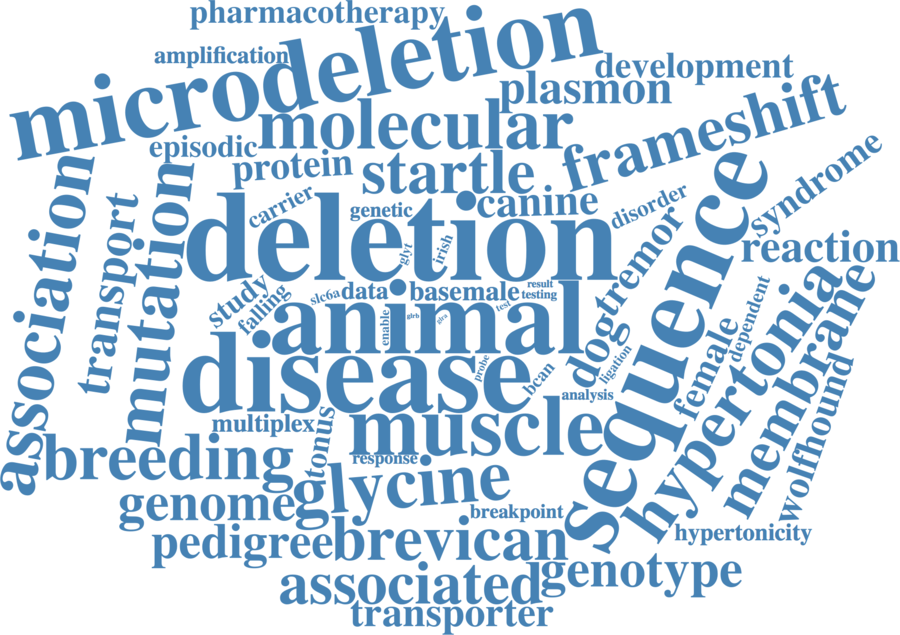 pharmacotherapy
amplification
microdeletion
development
plasmon
molecular
frameshift
episodic
protein
startle
syndrome
association
transport
mutation
carrier
genetic
canine
disorder
deletion
glyt
irish
dogtremor
sequence
reaction
study
falling
slc6a
data
basemale
result
testing
test
enable
glrb
glra
animal
hypertonia
membrane
dependent
female
wolfhound
disease
probe
bcan
ligation
analysis
multiplex
tonus
muscle
response
breeding
glycine
genome
breakpoint
pedigree
brevican
hypertonicity
associated
genotype
transporter